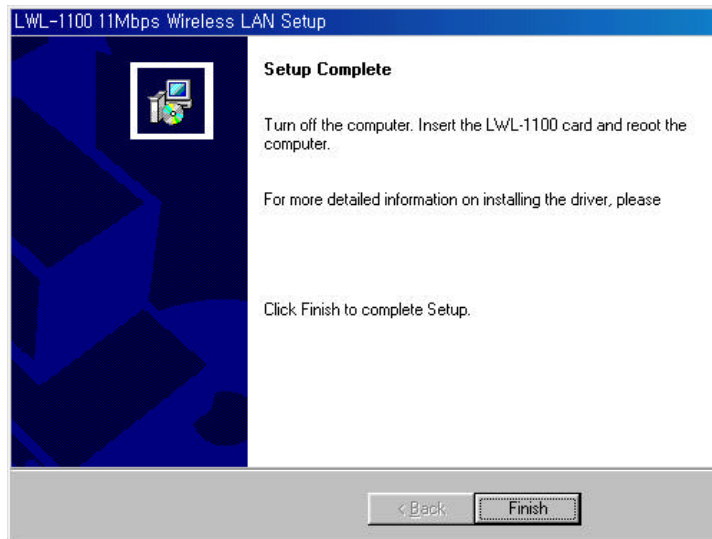 LWL-1100 11Mbps Wireless LAN Setup
Setup Complete
Turn off the computer. Insert the LWL-1100 card and reoot the
computer.
For more detailed information on installing the driver, please
Click Finish to complete Setup.
< Back
Finish